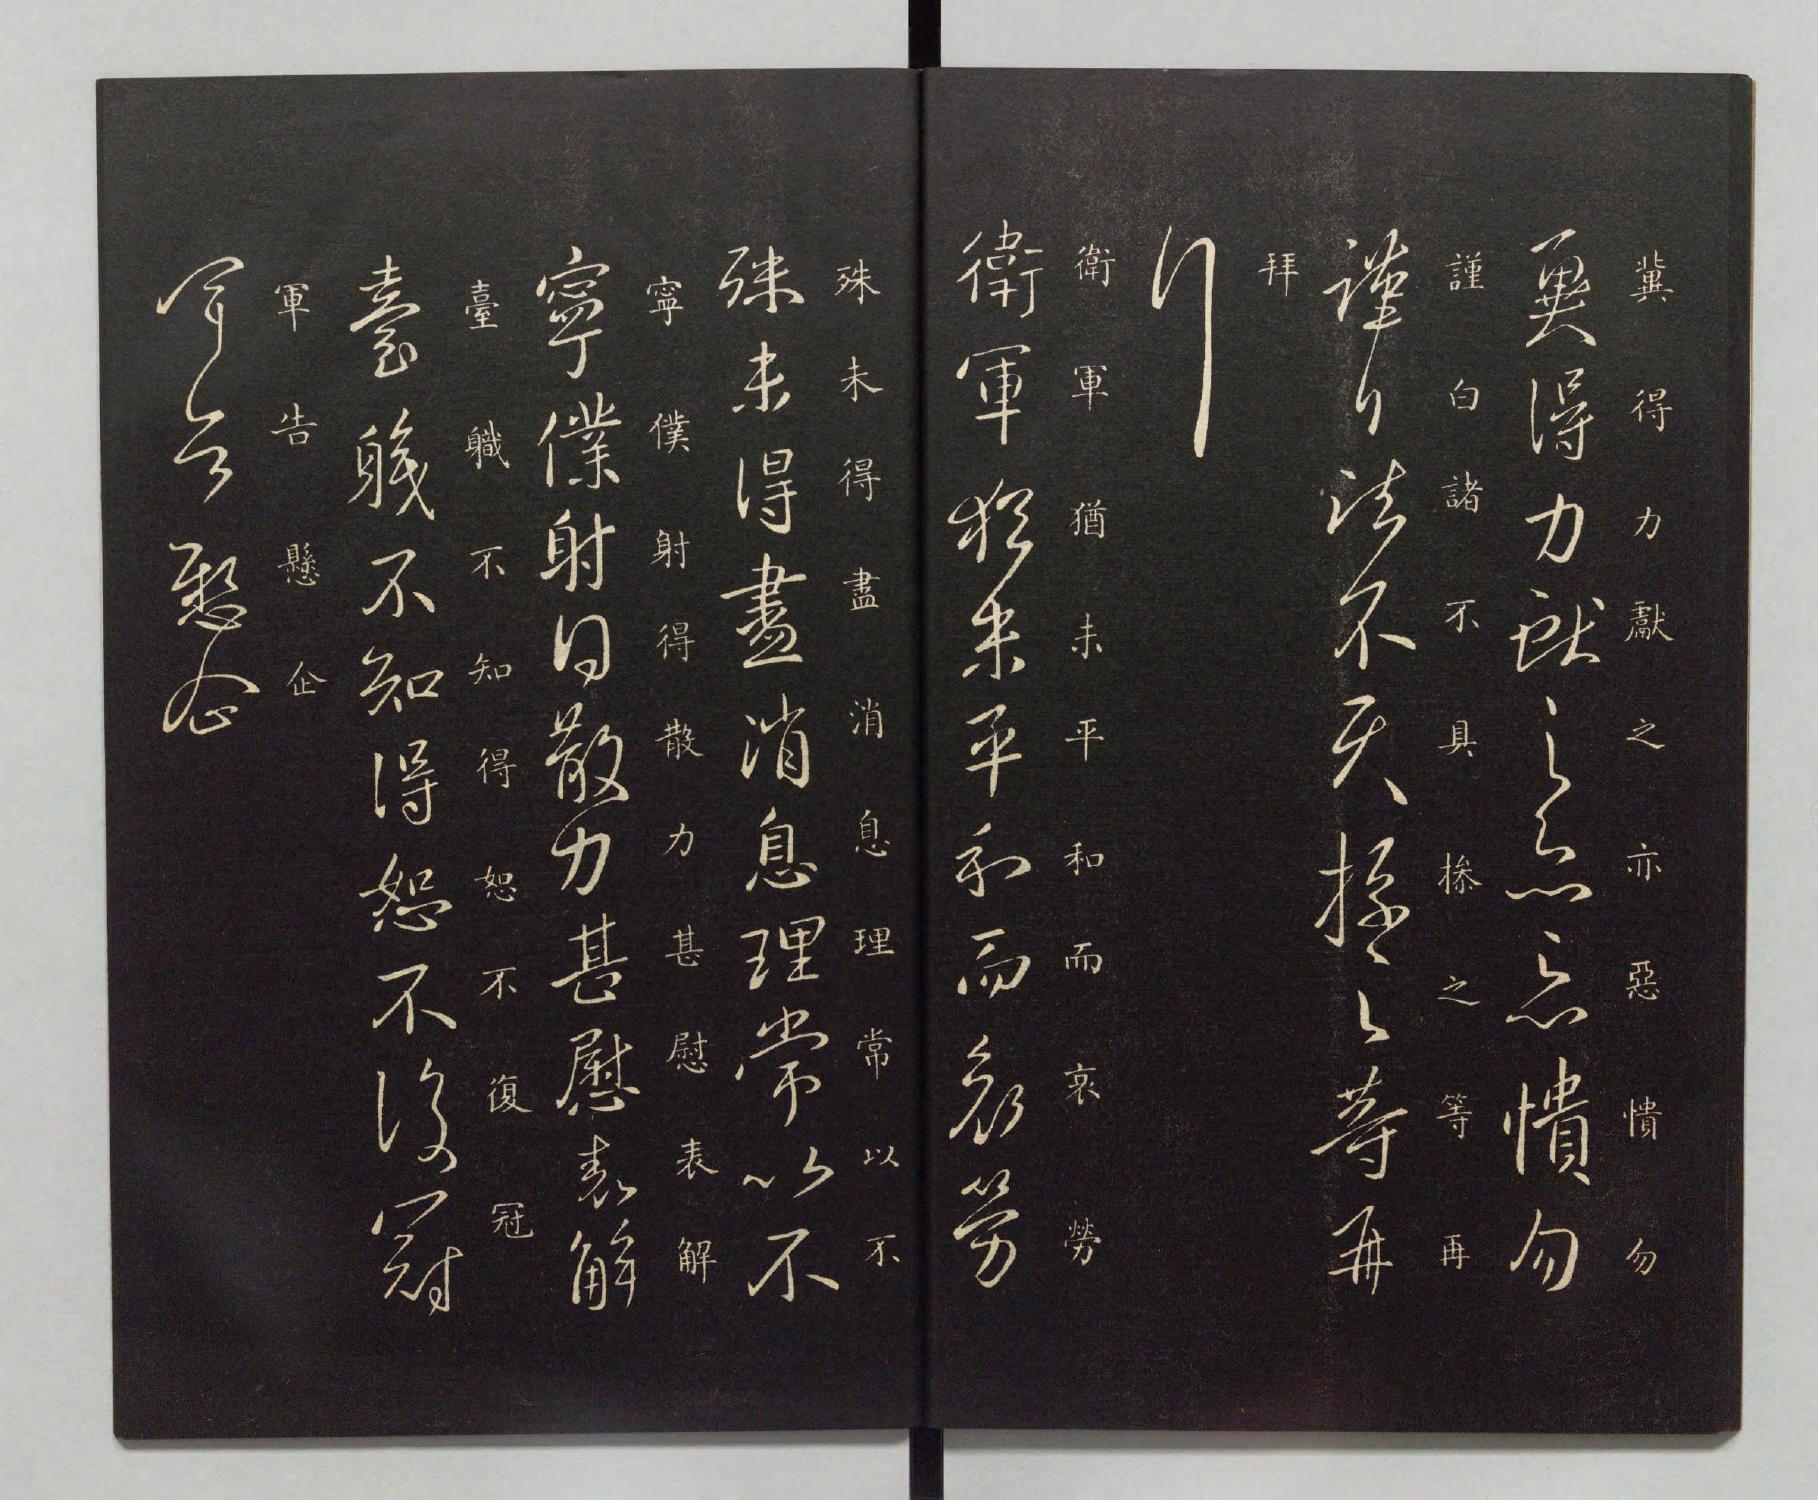 冀得力獻之亦惡憒勿
冀得力獻之亦惡憒勿
謹白諸不具摻之等再
謹白諸不具操之等再
拜
拜
衛軍猶未平和而哀勞
衛軍猶未平和而哀勞
殊未得盡消息理常以不
殊未得盡消息理常以不
寧僕射得散力甚慰表解
寧僕射得散力甚慰表解
臺職不知得恕不復冠
臺職不知得恕不復冠
軍告懸企
軍告懸企